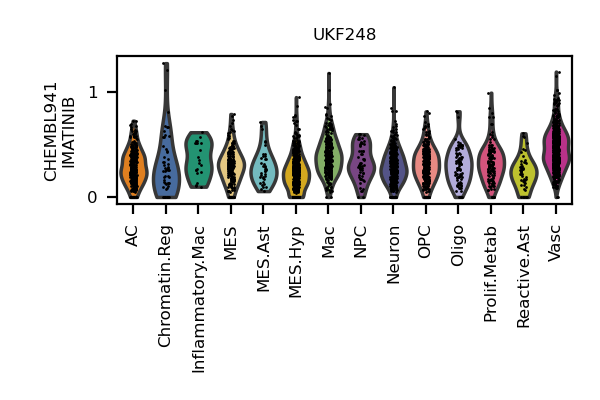 UKF248
CHEMBL941
IMATINIB
1
0
AC
Chromatin.Reg
Inflammatory.Mac
MES
MES.Ast
MES.Hyp
Mac
NPC
Neuron
OPC
Oligo
Prolif.Metab
Reactive.Ast
Vasc